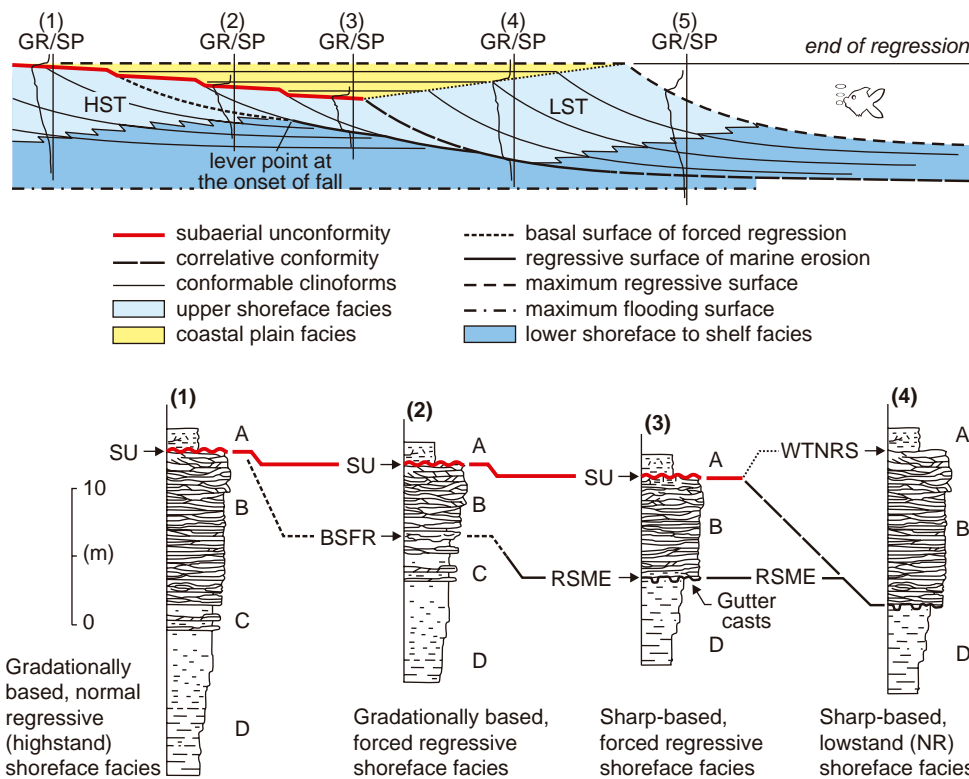 (1) (2) (3) (4) (5)
GR/SP GR/SP GR/SP GR/SP GR/SP
end of regression
HST
LST
lever point at
the onset of fall
subaerial unconformity
correlative conformity
conformable clinoforms
upper shoreface facies
coastal plain facies
basal surface of forced regression
regressive surface of marine erosion
maximum regressive surface
maximum flooding surface
lower shoreface to shelf facies
(1)
SU
A
B
C
D
10
(m)
0
Gradationally
based, normal
regressive
(highstand)
shoreface facies
(2)
SU
BSFR
A
B
C
D
Gradationally based,
forced regressive
shoreface facies
(3)
SU
RSME
A
B
D
RSME
Gutter
casts
Sharp-based,
forced regressive
shoreface facies
(4)
WTNRS
A
B
D
Sharp-based,
lowstand (NR)
shoreface facies